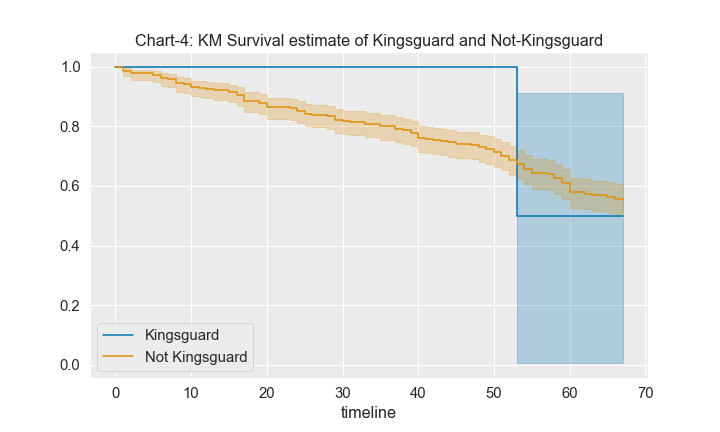 Chart-4: KM Survival estimate of Kingsguard and Not-Kingsguard
1.0
0.8
0.6
0.4
0.2
0.0
Kingsguard
Not Kingsguard
0 10 20 30 40 50 60 70
timeline